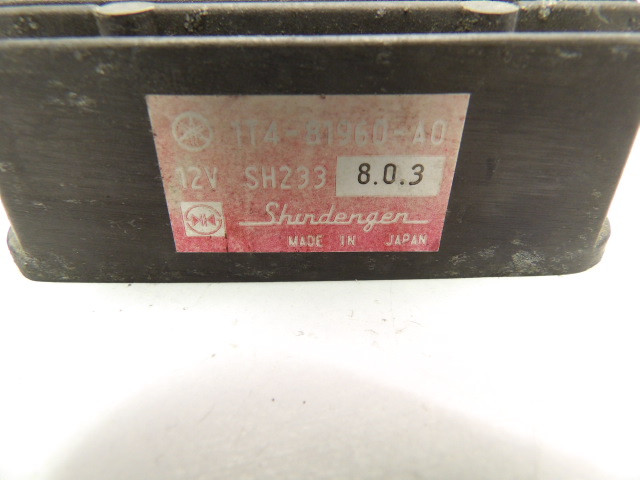 1T4-81960-A0
12V SH233 8.0.3
Shindengen
MADE IN JAPAN